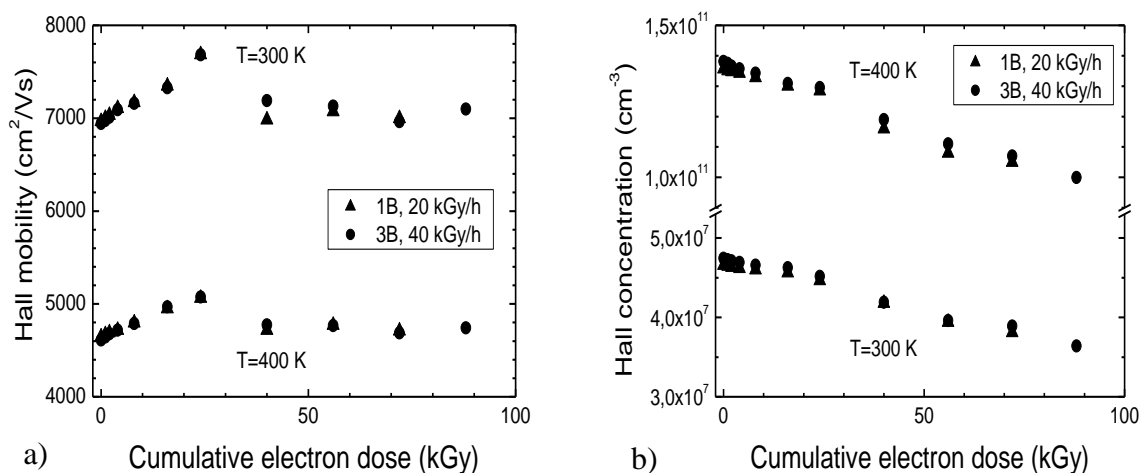 8000
7000
6000
5000
4000
Hall mobility (cm²/Vs)
T=300 K
1B, 20 kGy/h
3B, 40 kGy/h
T=400 K
0 50 100
Cumulative electron dose (kGy)
a)
1,5x10¹¹
1,0x10¹¹
5,0x10⁷
4,0x10⁷
3,0x10⁷
Hall concentration (cm⁻³)
1B, 20 kGy/h
3B, 40 kGy/h
T=400 K
T=300 K
0 50 100
Cumulative electron dose (kGy)
b)